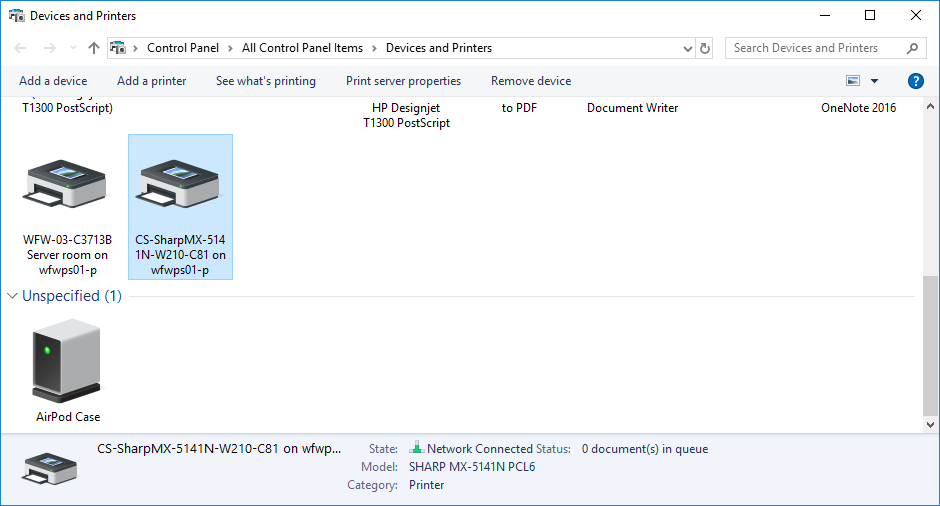 Devices and Printers
Control Panel > All Control Panel Items > Devices and Printers
Search Devices and Printers
Add a device
Add a printer
See what's printing
Print server properties
Remove device
?
T1300 PostScript)
HP Designjet
T1300 PostScript
to PDF
Document Writer
OneNote 2016
WFW-03-C3713B
Server room on
wfwps01-p
CS-SharpMX-514
1N-W210-C81 on
wfwps01-p
Unspecified (1)
AirPod Case
CS-SharpMX-5141N-W210-C81 on wfwp...
State: Network Connected Status: 0 document(s) in queue
Model: SHARP MX-5141N PCL6
Category: Printer